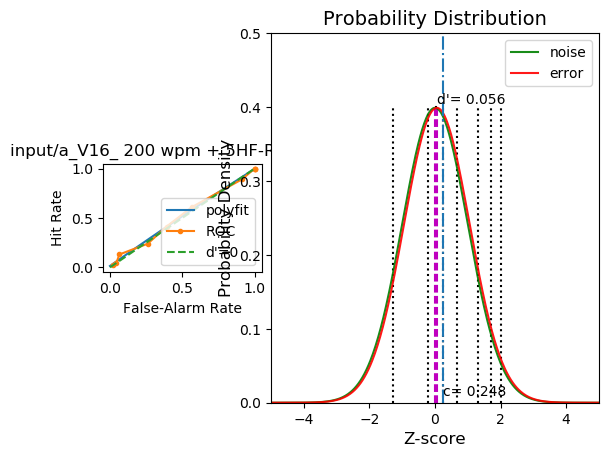 Probability Distribution
input/a_V16_ 200 wpm + 5HF-
Hit Rate
1.0
0.5
0.0
polyfit
0.0
0.5
1.0
False-Alarm Rate
Probability Density
0.5
0.4
0.3
0.2
0.1
0.0
noise
error
d'= 0.056
c= 0.248
−4
−2
0
2
4
Z-score